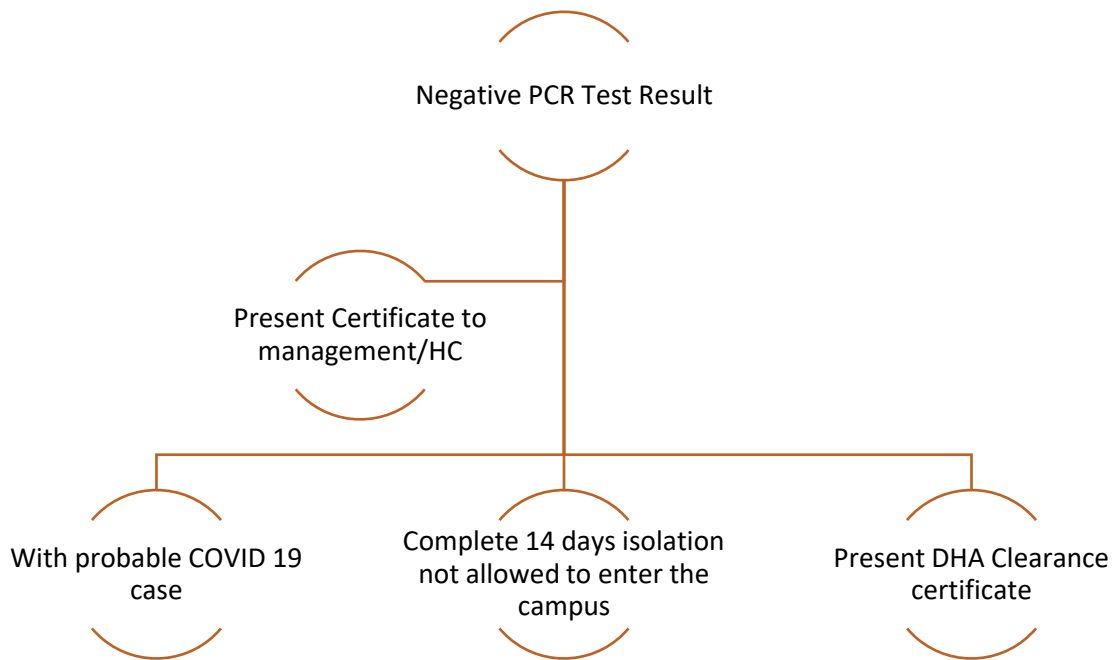 Negative PCR Test Result
Present Certificate to
management/HC
With probable COVID 19
case
Complete 14 days isolation
not allowed to enter the
campus
Present DHA Clearance
certificate